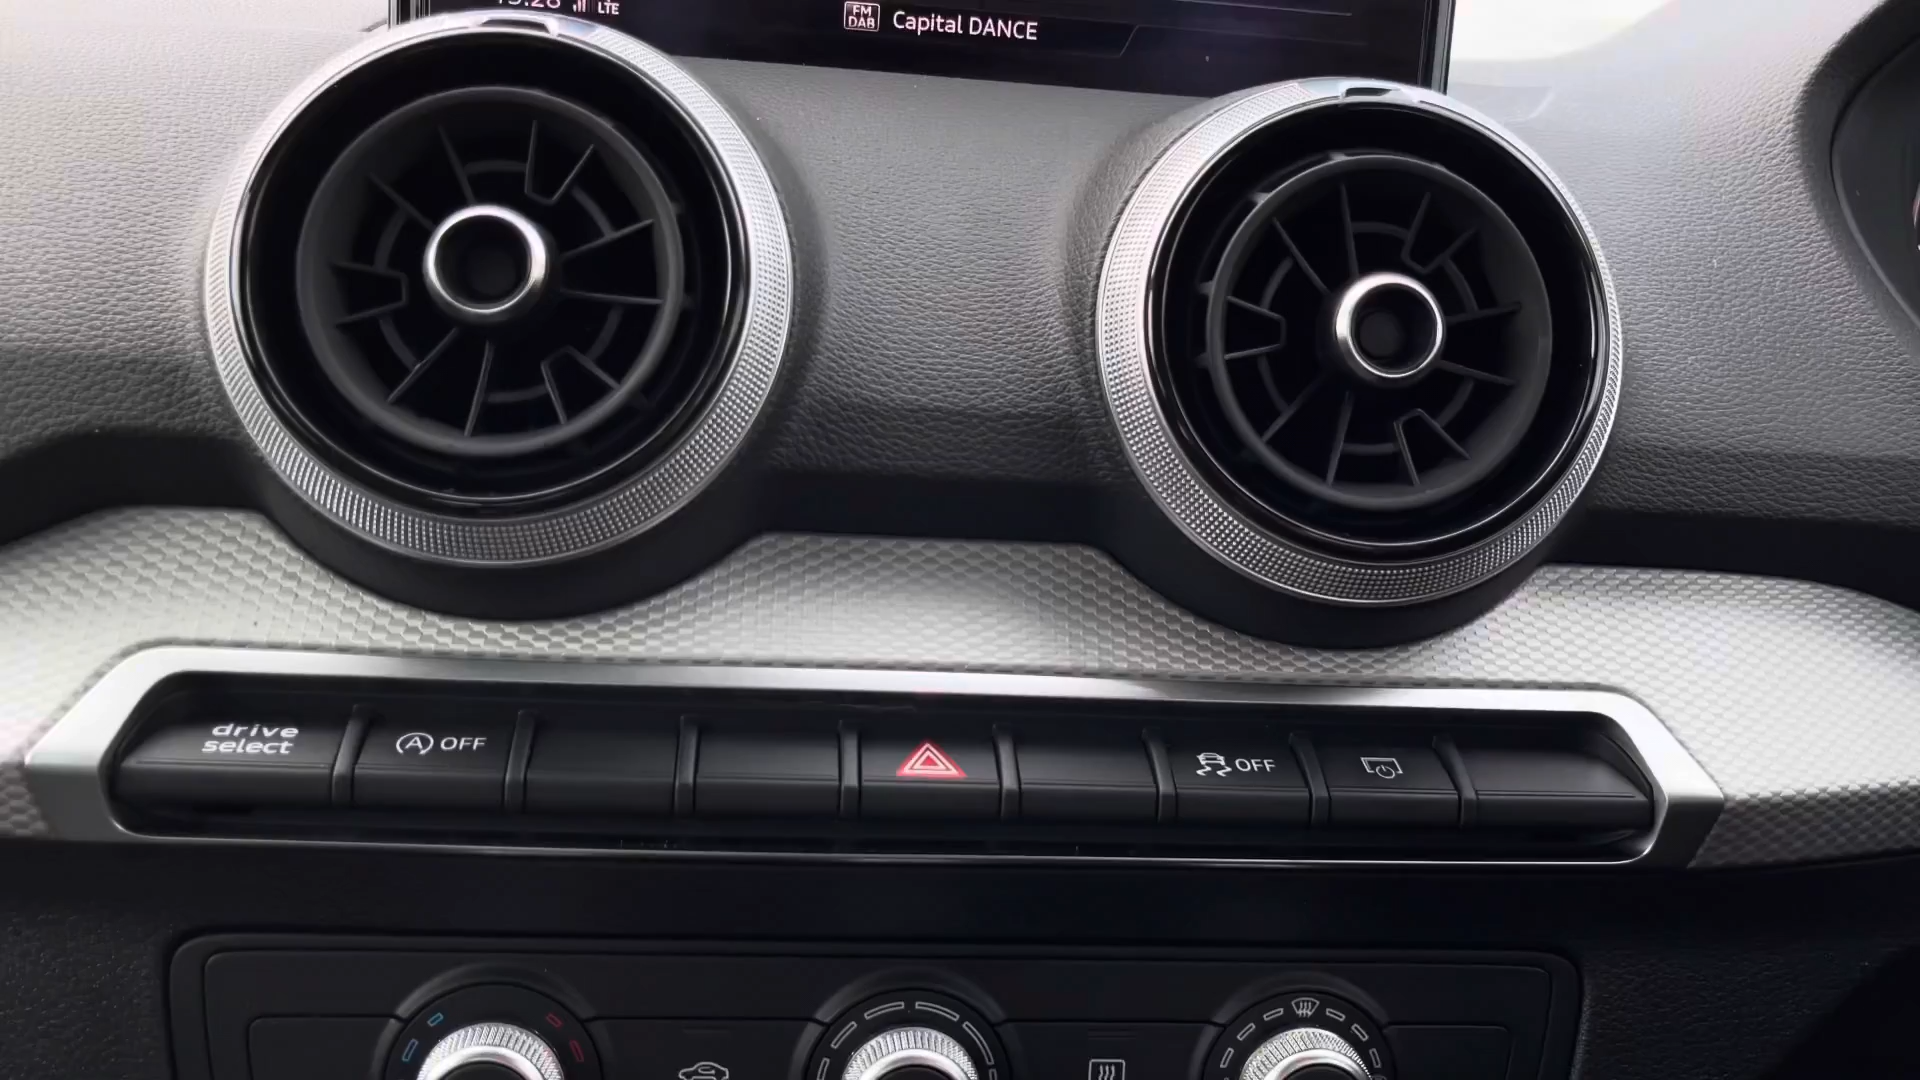 LTE
FM
DAB
Capital DANCE
drive
select
A OFF
OFF